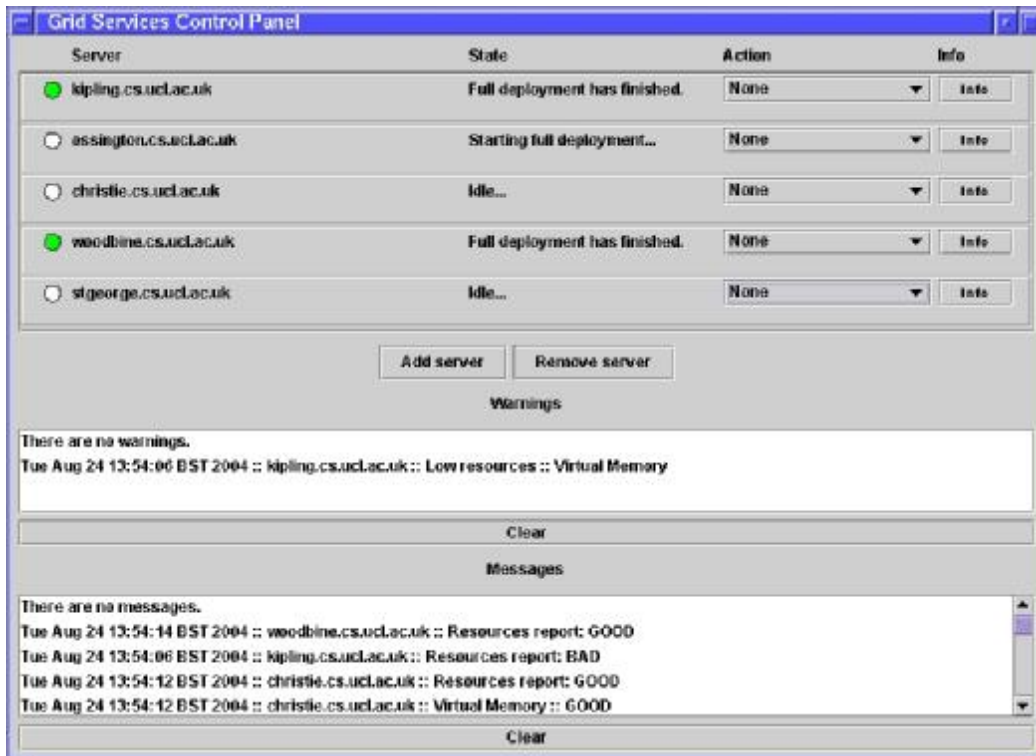 Grid Services Control Panel
Server State Action Info
kipling.cs.ucl.ac.uk Full deployment has finished. None Info
assington.cs.ucl.ac.uk Starting full deployment... None Info
christie.cs.ucl.ac.uk Idle... None Info
woodbine.cs.ucl.ac.uk Full deployment has finished. None Info
stgeorge.cs.ucl.ac.uk Idle... None Info
Add server Remove server
Warnings
There are no warnings.
Tue Aug 24 13:54:06 BST 2004 :: kipling.cs.ucl.ac.uk :: Low resources :: Virtual Memory
Clear
Messages
There are no messages.
Tue Aug 24 13:54:14 BST 2004 :: woodbine.cs.ucl.ac.uk :: Resources report: GOOD
Tue Aug 24 13:54:06 BST 2004 :: kipling.cs.ucl.ac.uk :: Resources report: BAD
Tue Aug 24 13:54:12 BST 2004 :: christie.cs.ucl.ac.uk :: Resources report: GOOD
Tue Aug 24 13:54:12 BST 2004 :: christie.cs.ucl.ac.uk :: Virtual Memory :: GOOD
Clear